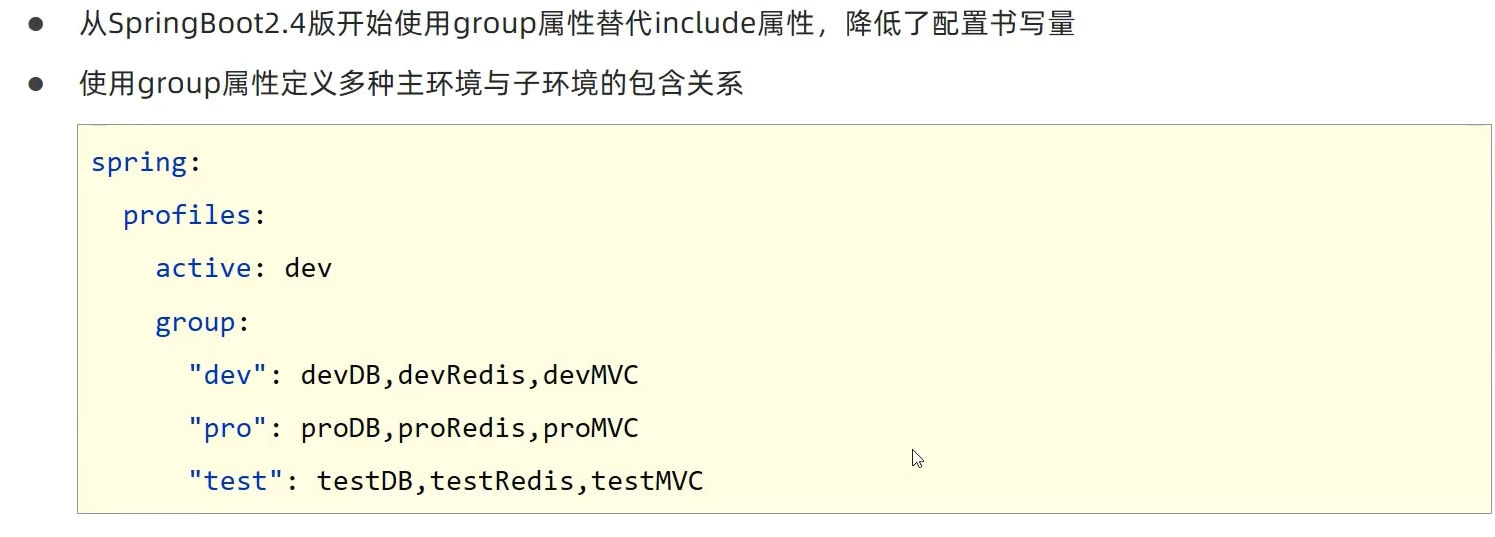 ● 从SpringBoot2.4版开始使用group属性替代include属性，降低了配置书写量
● 使用group属性定义多种主环境与子环境的包含关系
spring:
  profiles:
    active: dev
    group:
      "dev": devDB,devRedis,devMVC
      "pro": proDB,proRedis,proMVC
      "test": testDB,testRedis,testMVC